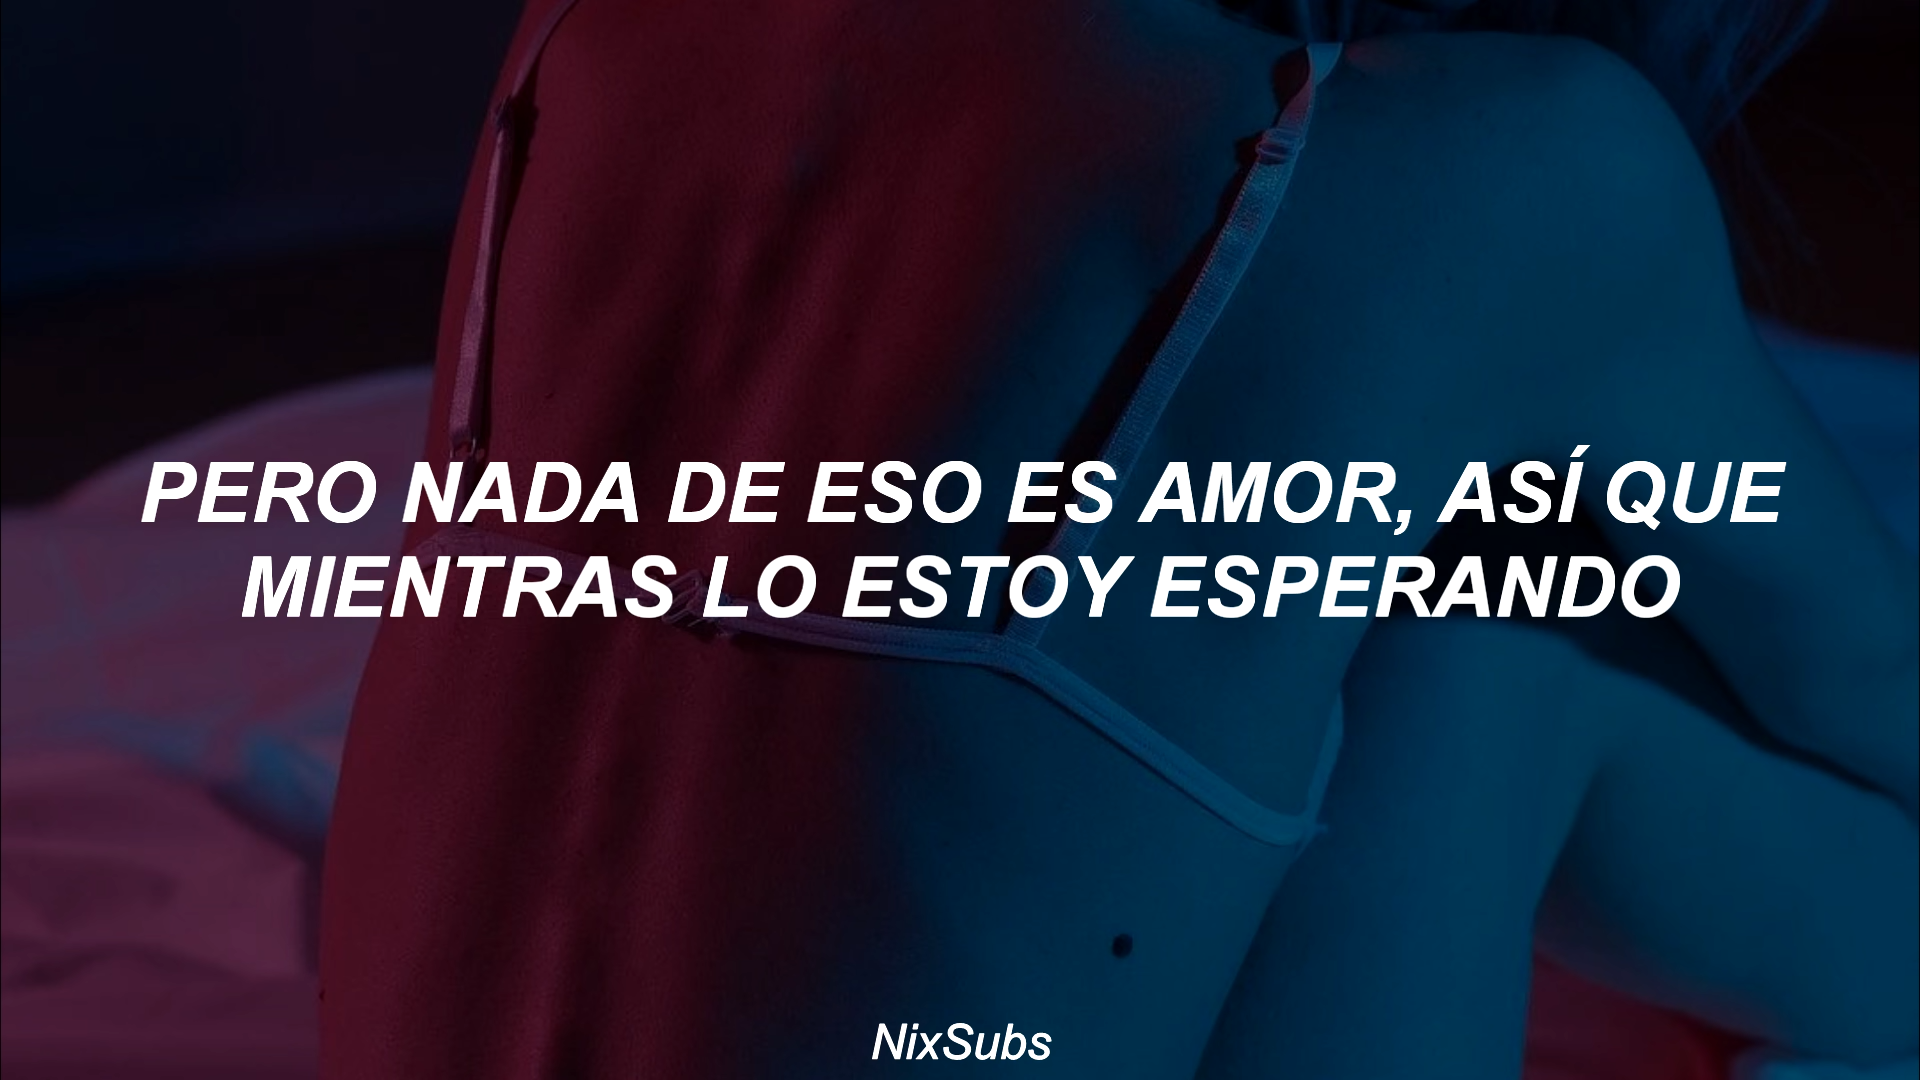 PERO NADA DE ESO ES AMOR, ASÍ QUE
MIENTRAS LO ESTOY ESPERANDO
NixSubs